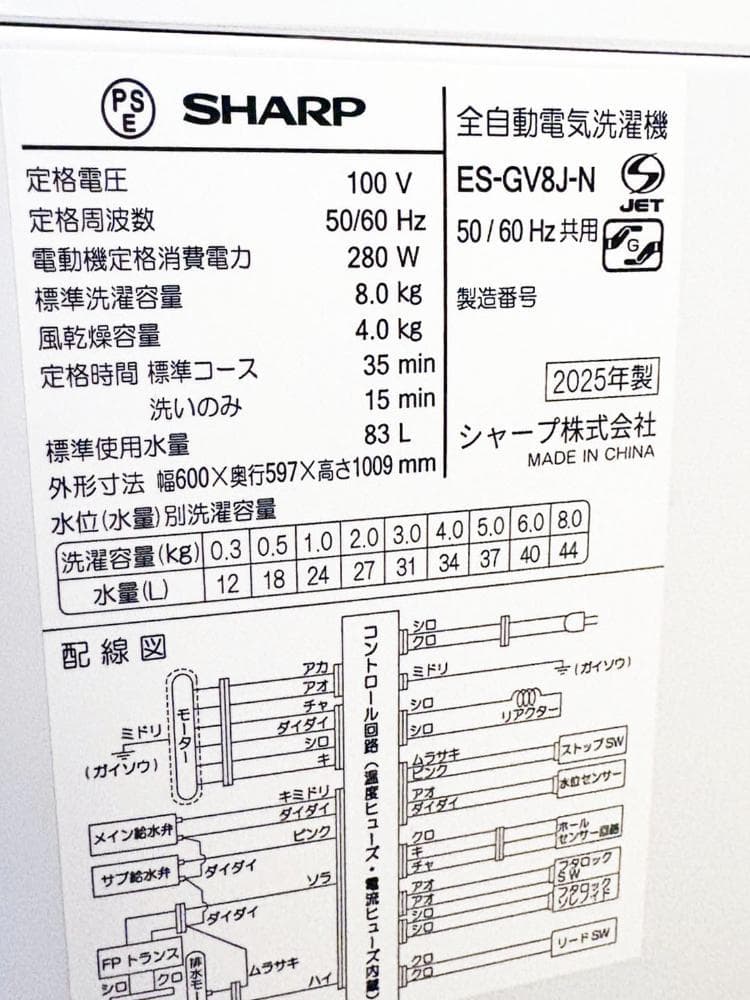 PS
E
SHARP
定格電圧 100 V
定格周波数 50/60 Hz
電動機定格消費電力 280 W
標準洗濯容量 8.0 kg
風乾燥容量 4.0 kg
定格時間 標準コース 35 min
洗いのみ 15 min
標準使用水量 83 L
外形寸法 幅600×奥行597×高さ1009 mm
全自動電気洗濯機
ES-GV8J-N
JET
50/60 Hz共用
G
製造番号
2025年製
シャープ株式会社
MADE IN CHINA
水位(水量)別洗濯容量
洗濯容量(kg) 0.3 0.5 1.0 2.0 3.0 4.0 5.0 6.0 8.0
水量(L) 12 18 24 27 31 34 37 40 44
配線図
モーター
ミドリ
(ガイソウ)
アカ
アオ
チャ
ダイダイ
シロ
キ
キミドリ
ダイダイ
ピンク
メイン給水弁
サブ給水弁
ダイダイ
ソラ
ダイダイ
FPトランス
シロ
クロ
ムラサキ
ハイ
コントロール回路(温度ヒューズ・電流ヒューズ内蔵)
シロ
クロ
ミドリ
(ガイソウ)
シロ
リアクター
シロ
ムラサキ
ピンク
ストップSW
アオ
ダイダイ
水位センサー
クロ
キ
チャ
ホール
センサー回路
アオ
アオ
フタロック
SW
シロ
シロ
フタロック
ソレノイド
クロ
クロ
リードSW